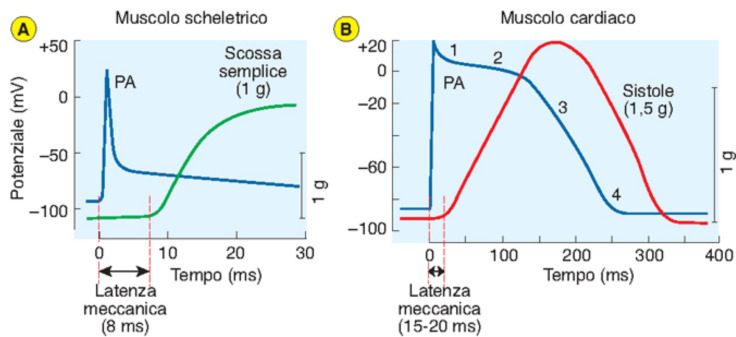 A
Muscolo scheletrico
+50
0
−50
−100
Potenziale (mV)
PA
Scossa
semplice
(1 g)
1 g
0
10
20
30
Tempo (ms)
Latenza
meccanica
(8 ms)
B
Muscolo cardiaco
+20
0
−20
−60
−100
1
2
PA
3
4
Sistole
(1,5 g)
1 g
0
100
200
300
400
Tempo (ms)
Latenza
meccanica
(15-20 ms)